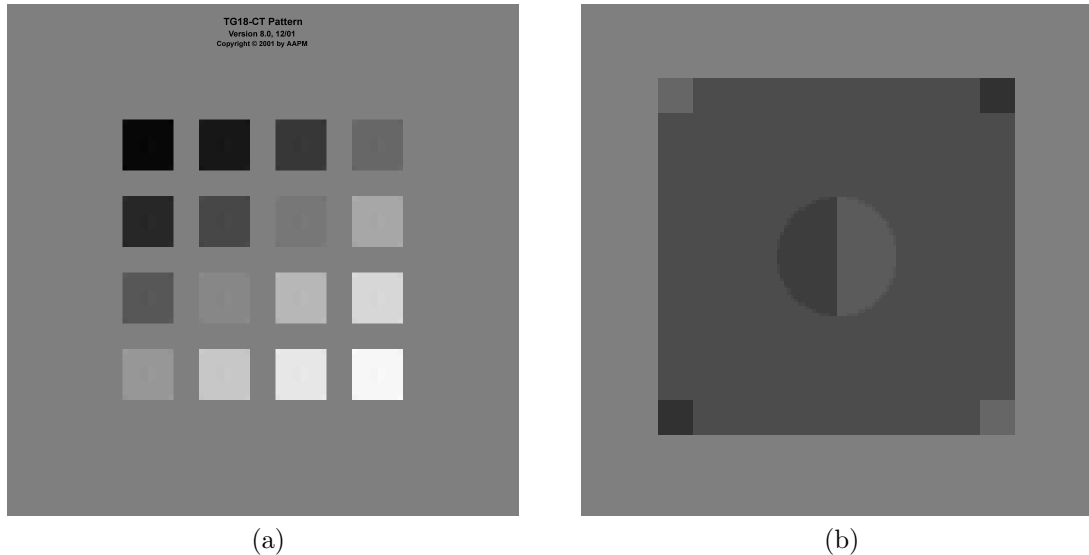 TG18-CT Pattern
Version 8.0, 12/01
Copyright © 2001 by AAPM
(a)
(b)